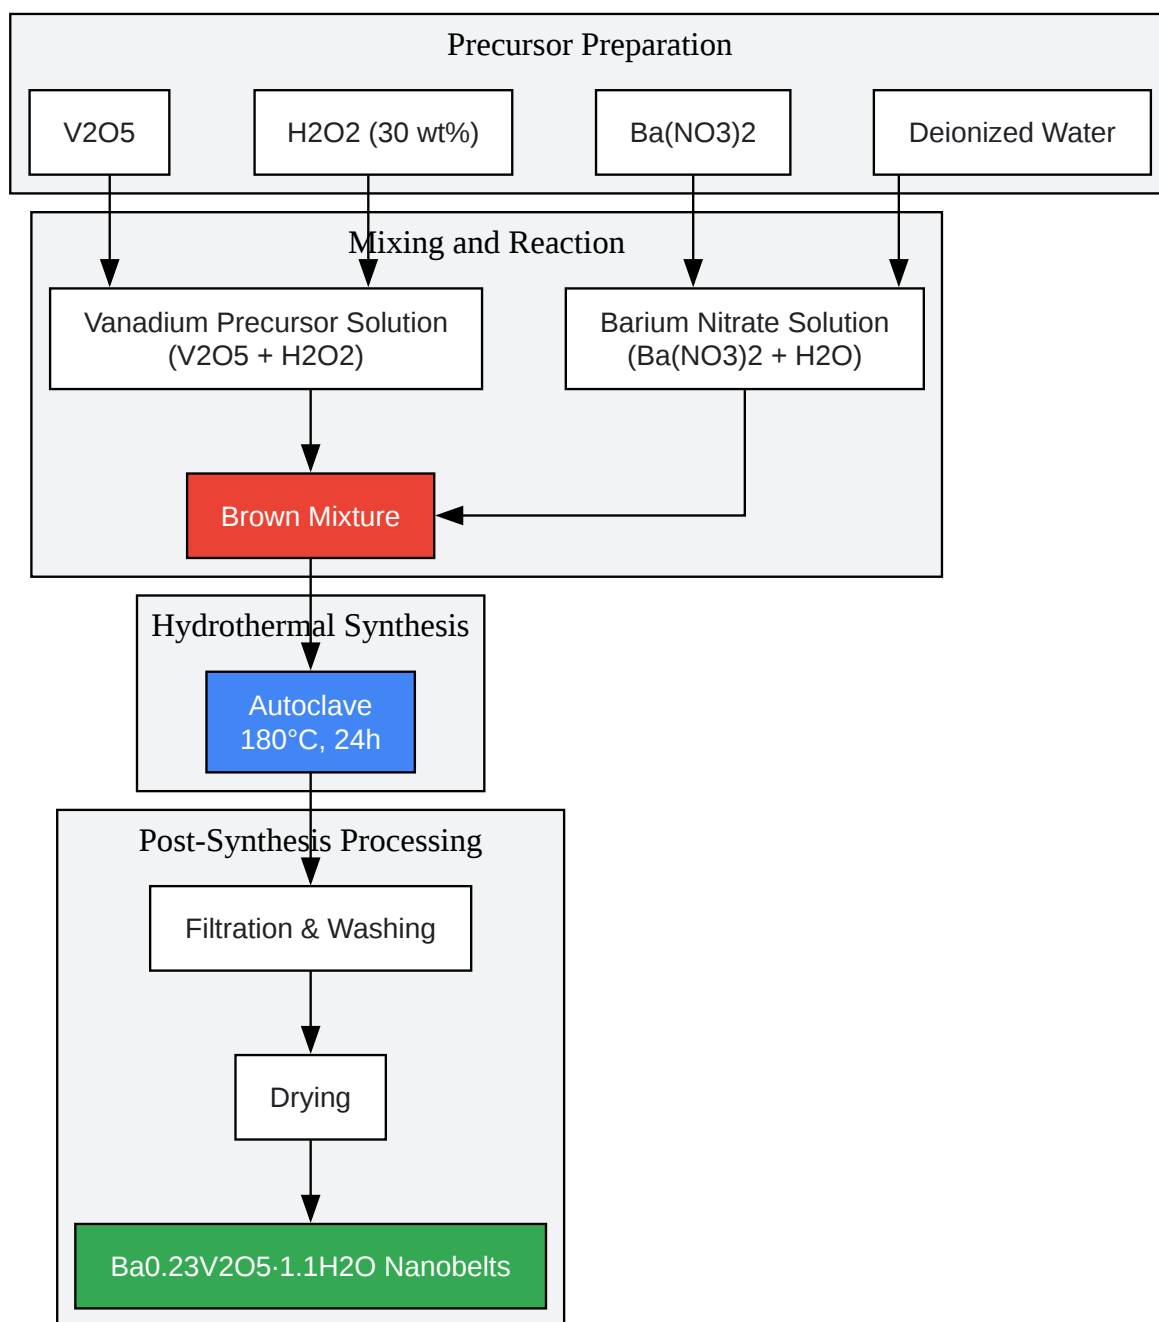 Precursor Preparation
V2O5
H2O2 (30 wt%)
Ba(NO3)2
Deionized Water
Mixing and Reaction
Vanadium Precursor Solution
(V2O5 + H2O2)
Barium Nitrate Solution
(Ba(NO3)2 + H2O)
Brown Mixture
Hydrothermal Synthesis
Autoclave
180°C, 24h
Post-Synthesis Processing
Filtration & Washing
Drying
Ba0.23V2O5·1.1H2O Nanobelts